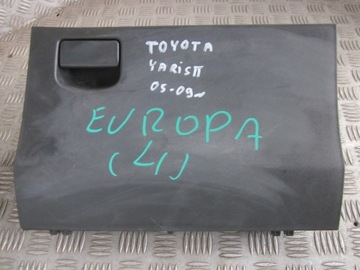 TOYOTA
YARIS II
05-09~
EUROPA
(L)